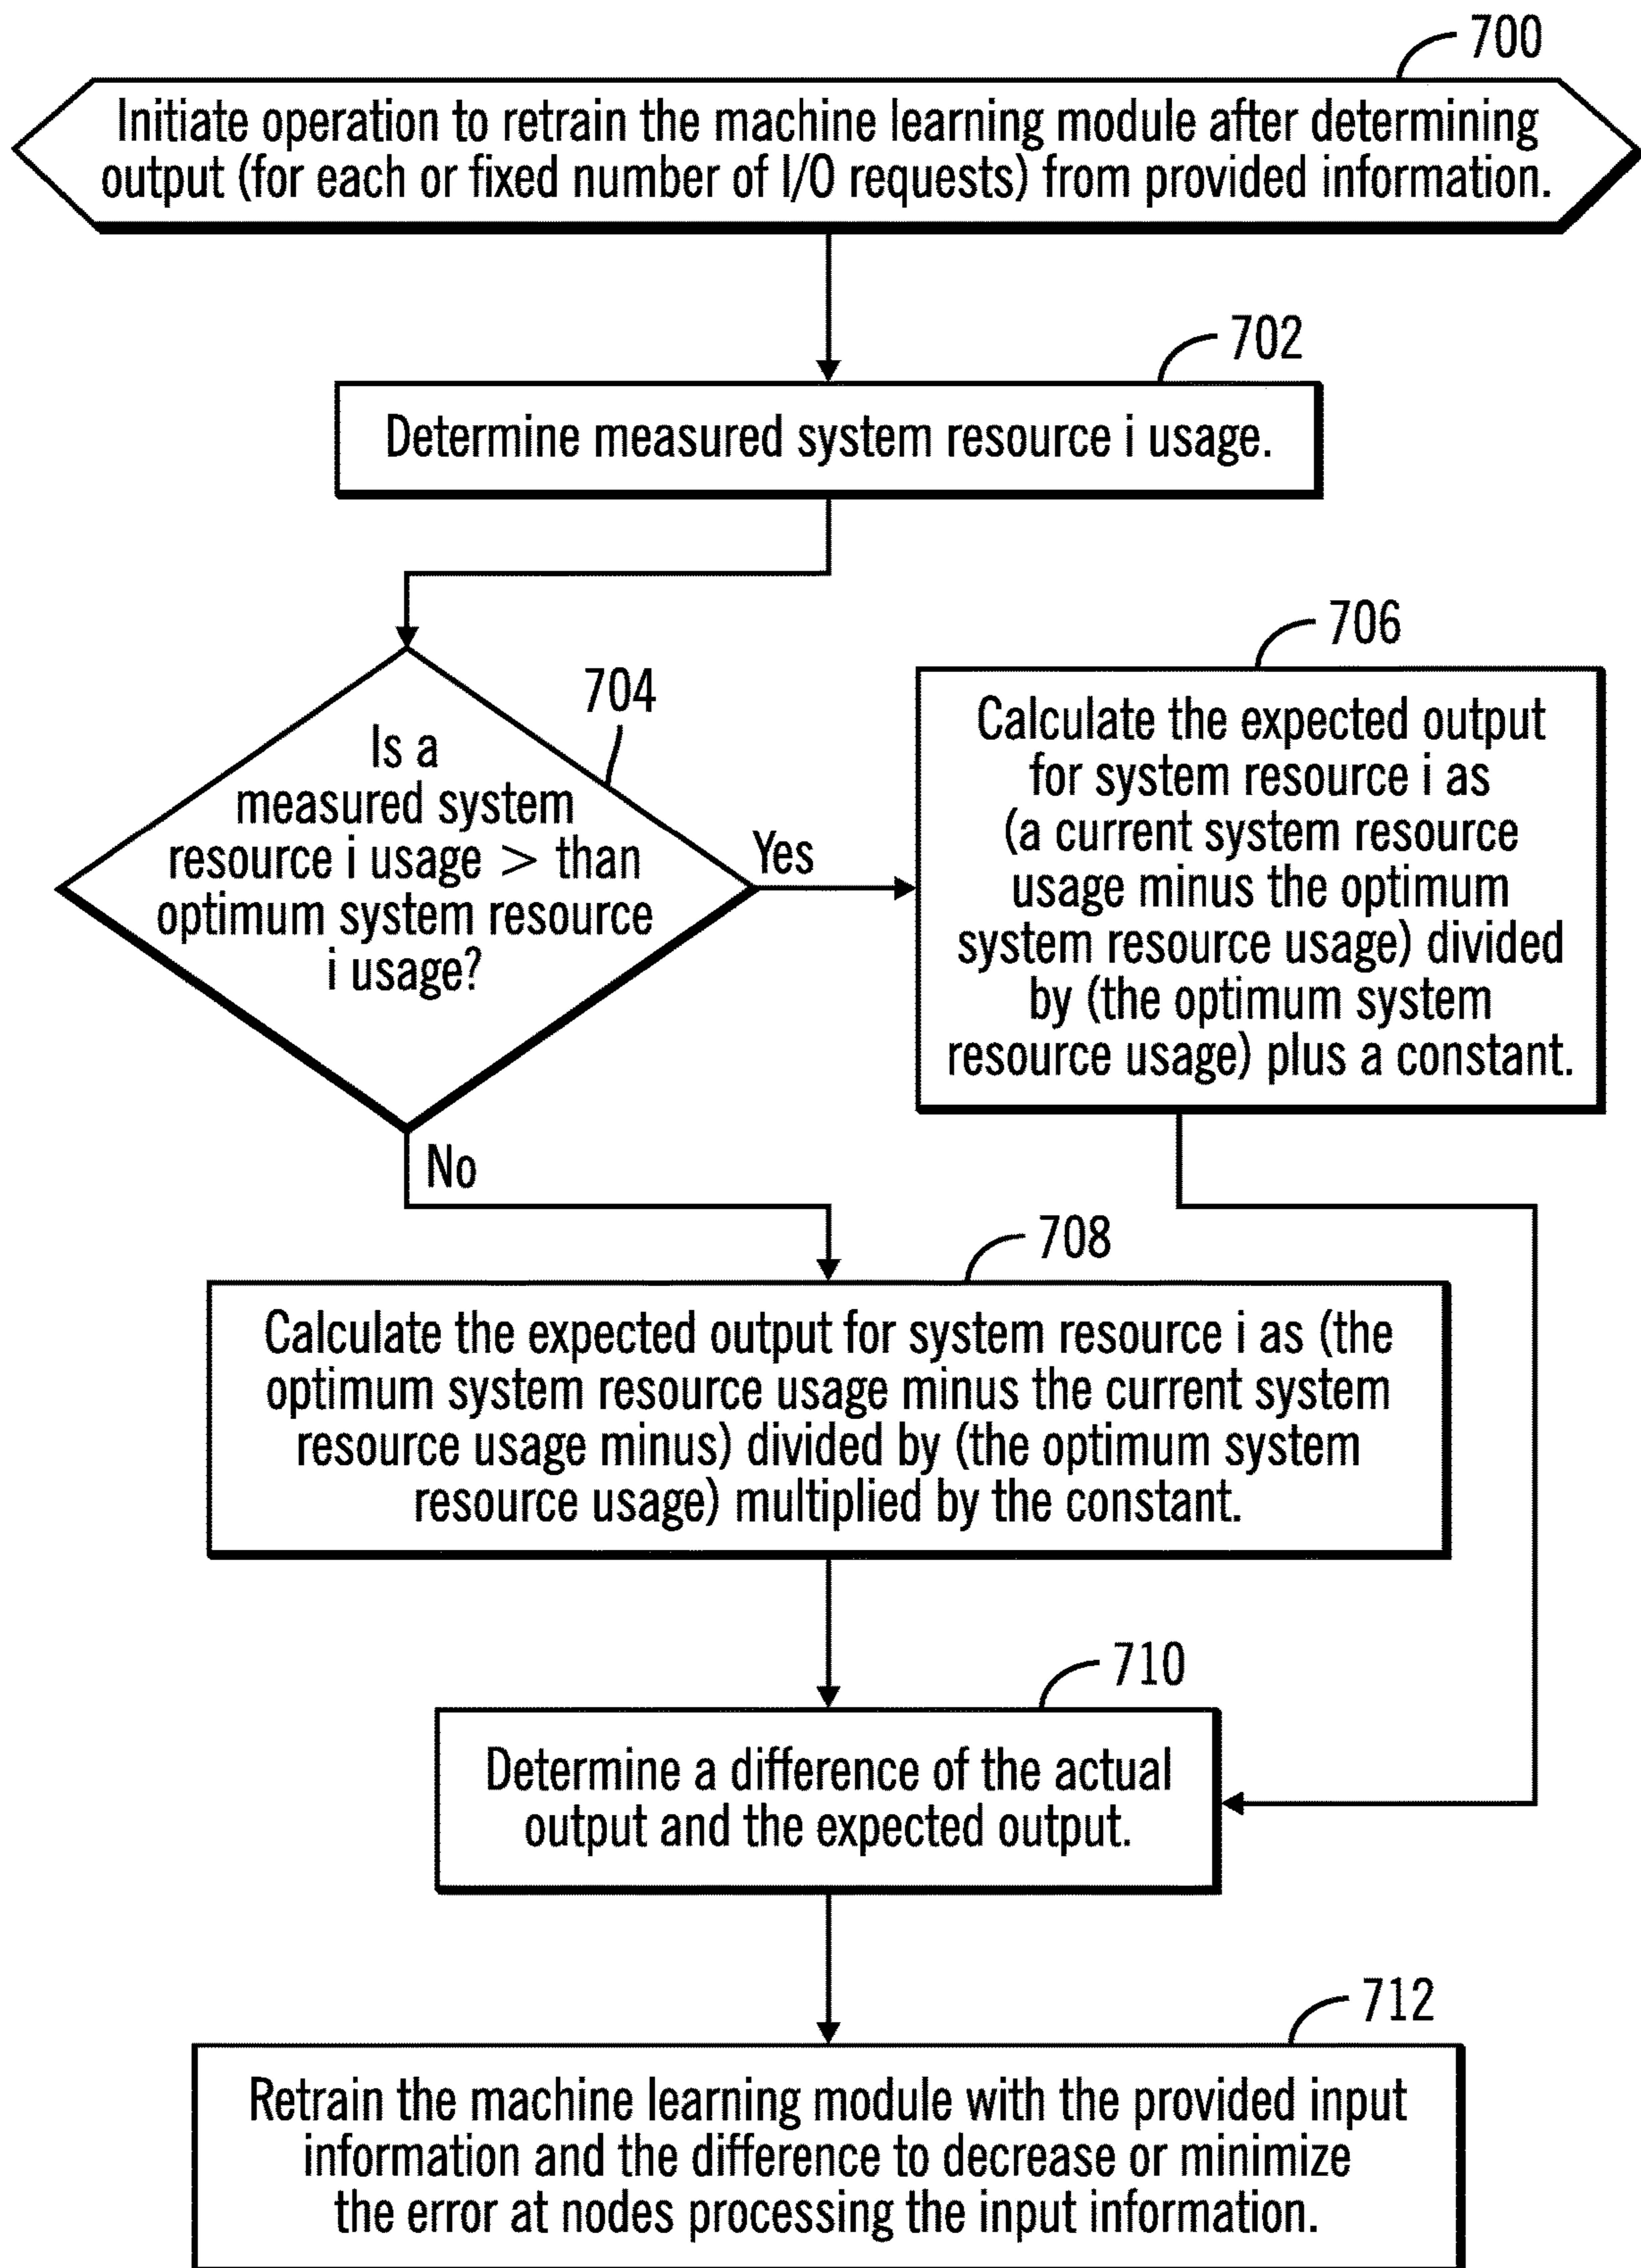 700
Initiate operation to retrain the machine learning module after determining
output (for each or fixed number of I/O requests) from provided information.
702
Determine measured system resource i usage.
704
Is a
measured system
resource i usage > than
optimum system resource
i usage?
Yes
No
706
Calculate the expected output
for system resource i as
(a current system resource
usage minus the optimum
system resource usage) divided
by (the optimum system
resource usage) plus a constant.
708
Calculate the expected output for system resource i as (the
optimum system resource usage minus the current system
resource usage minus) divided by (the optimum system
resource usage) multiplied by the constant.
710
Determine a difference of the actual
output and the expected output.
712
Retrain the machine learning module with the provided input
information and the difference to decrease or minimize
the error at nodes processing the input information.